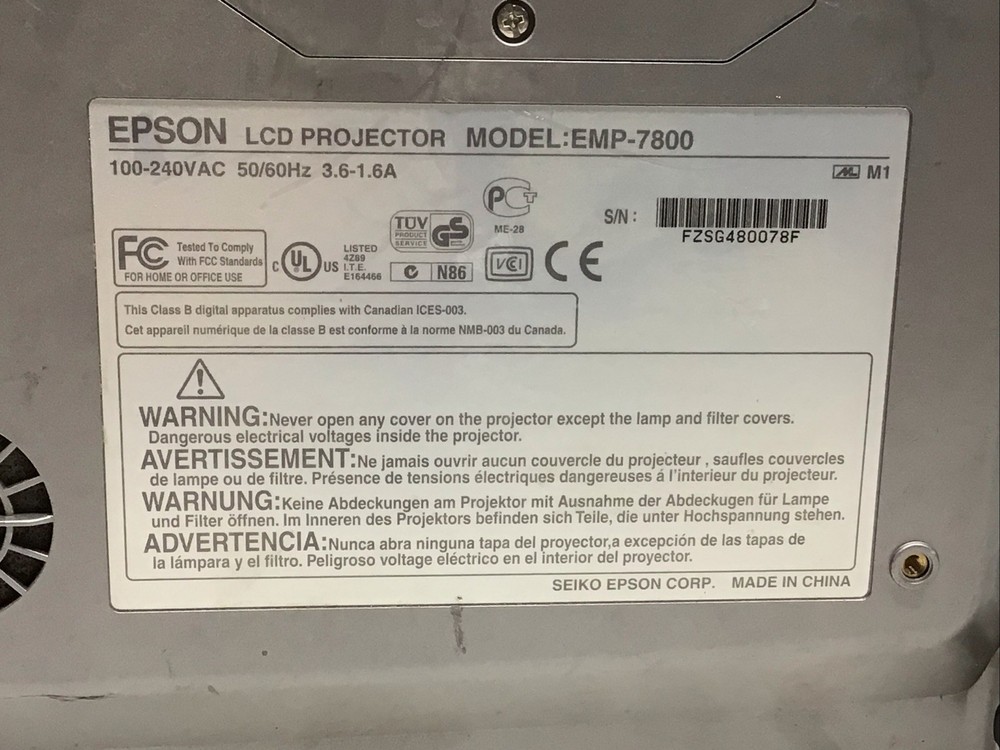 EPSON LCD PROJECTOR MODEL:EMP-7800
100-240VAC 50/60Hz 3.6-1.6A
M1
S/N:
FZSG480078F
FC Tested To Comply
With FCC Standards
FOR HOME OR OFFICE USE
C UL US
LISTED
4Z89
I.T.E.
E164466
TÜV
PRODUCT
SERVICE
GS
N86
PCT
ME-28
VCI
CE
This Class B digital apparatus complies with Canadian ICES-003.
Cet appareil numérique de la classe B est conforme à la norme NMB-003 du Canada.
WARNING:Never open any cover on the projector except the lamp and filter covers.
Dangerous electrical voltages inside the projector.
AVERTISSEMENT:Ne jamais ouvrir aucun couvercle du projecteur , saufles couvercles
de lampe ou de filtre. Présence de tensions électriques dangereuses á l'interieur du projecteur.
WARNUNG:Keine Abdeckungen am Projektor mit Ausnahme der Abdeckugen für Lampe
und Filter öffnen. Im Inneren des Projektors befinden sich Teile, die unter Hochspannung stehen.
ADVERTENCIA:Nunca abra ninguna tapa del proyector,a excepción de las tapas de
la lámpara y el filtro. Peligroso voltage eléctrico en el interior del proyector.
SEIKO EPSON CORP. MADE IN CHINA